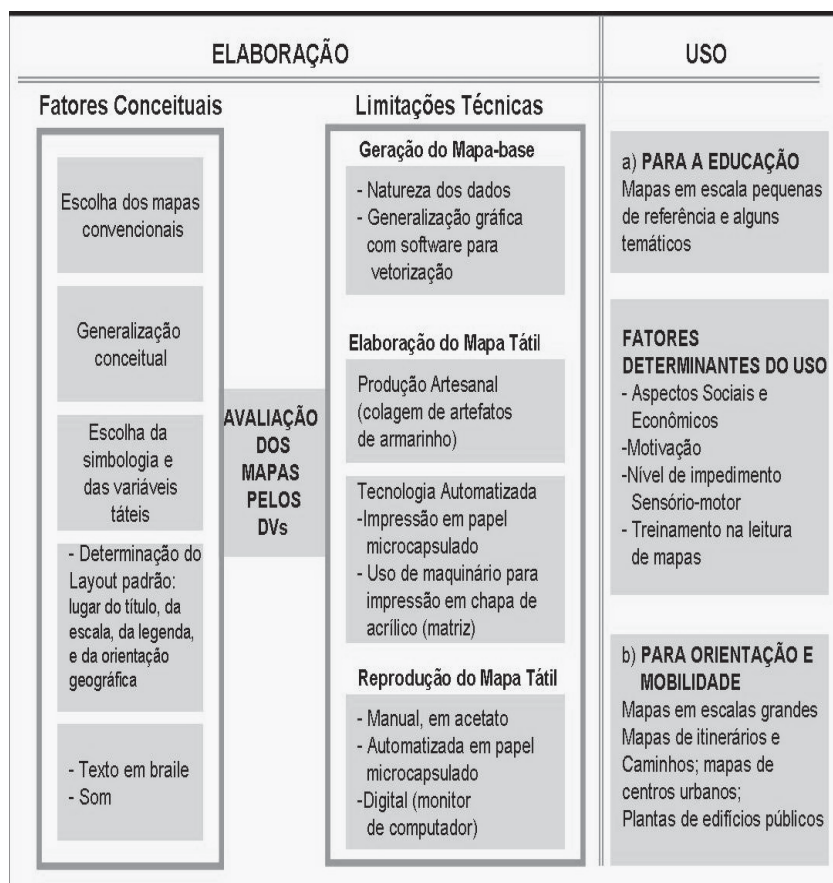 ELABORAÇÃO
USO
Fatores Conceituais
Escolha dos mapas
convencionais
Generalização
conceitual
Escolha da
simbologia e
das variáveis
táteis
- Determinação do
Layout padrão:
lugar do título, da
escala, da legenda,
e da orientação
geográfica
- Texto em braile
- Som
AVALIAÇÃO
DOS
MAPAS
PELOS
DVs
Limitações Técnicas
Geração do Mapa-base
- Natureza dos dados
- Generalização gráfica
com software para
vetorização
Elaboração do Mapa Tátil
Produção Artesanal
(colagem de artefatos
de armarinho)
Tecnologia Automatizada
-Impressão em papel
microcapsulado
- Uso de maquinário para
impressão em chapa de
acrílico (matriz)
Reprodução do Mapa Tátil
- Manual, em acetato
- Automatizada em papel
microcapsulado
-Digital (monitor
de computador)
a) PARA A EDUCAÇÃO
Mapas em escala pequenas
de referência e alguns
temáticos
FATORES
DETERMINANTES DO USO
- Aspectos Sociais e
Econômicos
-Motivação
-Nível de impedimento
Sensório-motor
- Treinamento na leitura
de mapas
b) PARA ORIENTAÇÃO E
MOBILIDADE
Mapas em escalas grandes
Mapas de itinerários e
Caminhos; mapas de
centros urbanos;
Plantas de edifícios públicos